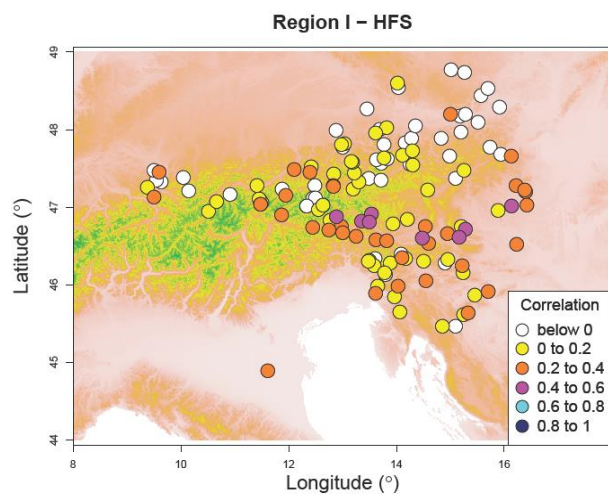 Region I − HFS
49
48
47
46
45
44
Latitude (°)
8
10
12
14
16
Longitude (°)
Correlation
below 0
0 to 0.2
0.2 to 0.4
0.4 to 0.6
0.6 to 0.8
0.8 to 1